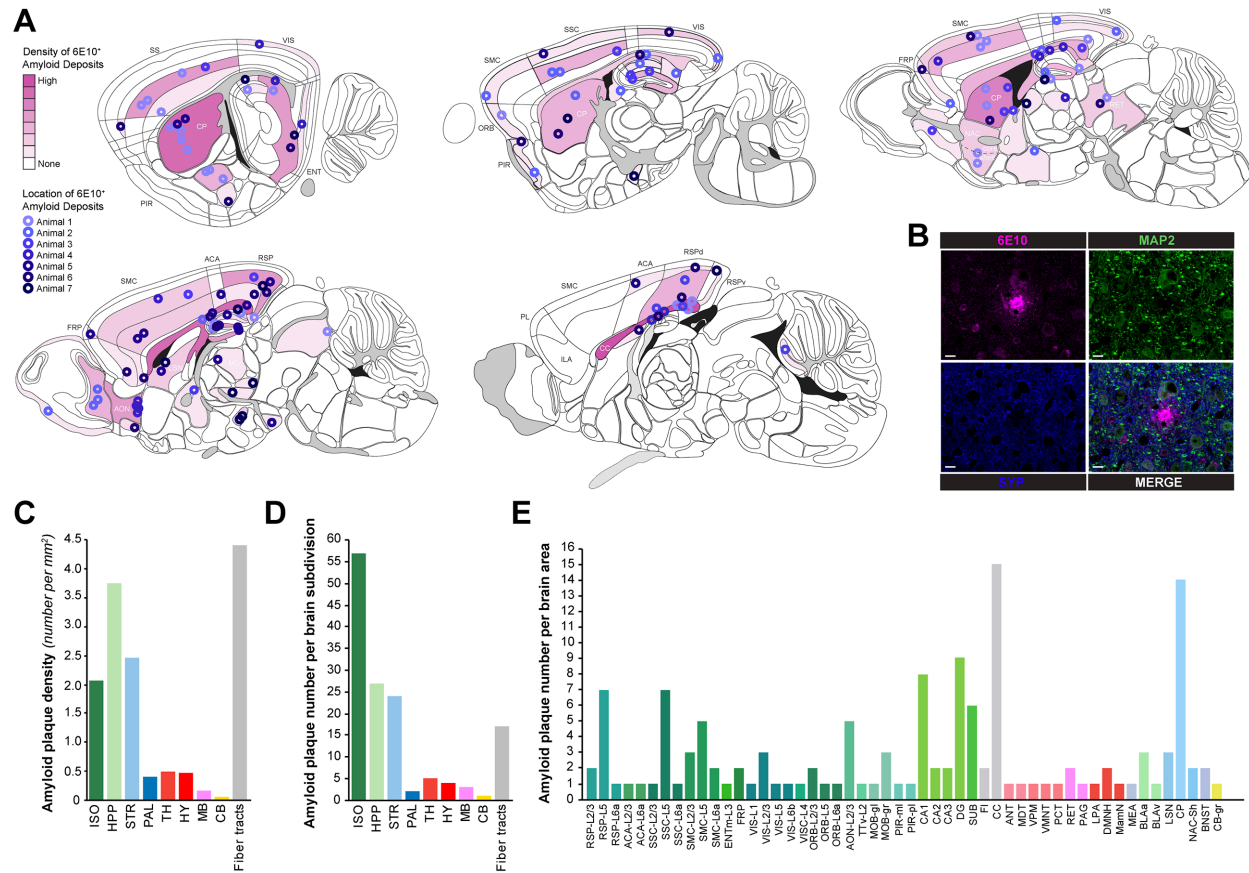 A
Density of 6E10⁺
Amyloid Deposits
High
None
Location of 6E10⁺
Amyloid Deposits
Animal 1
Animal 2
Animal 3
Animal 4
Animal 5
Animal 6
Animal 7
SS
VIS
CP
ENT
PIR
SSC
VIS
SMC
CP
ORB
PIR
SMC
VIS
FRP
CP
RET
NAC
ACA
RSP
SMC
FRP
AON
RSPd
ACA
RSPv
SMC
PL
CC
ILA
B
6E10
MAP2
SYP
MERGE
C
Amyloid plaque density (number per mm²)
4.5
4.0
3.5
3.0
2.5
2.0
1.5
1.0
0.5
0
ISO
HPP
STR
PAL
TH
HY
MB
CB
Fiber tracts
D
Amyloid plaque number per brain subdivision
60
55
50
45
40
35
30
25
20
15
10
5
0
ISO
HPP
STR
PAL
TH
HY
MB
CB
Fiber tracts
E
Amyloid plaque number per brain area
16
15
14
13
12
11
10
9
8
7
6
5
4
3
2
1
0
RSP-L2/3
RSP-L5
RSP-L6a
ACA-L2/3
ACA-L6a
SSC-L2/3
SSC-L5
SSC-L6a
SMC-L2/3
SMC-L5
SMC-L6a
ENTm-L3
FRP
VIS-L1
VIS-L2/3
VIS-L5
VIS-L6b
VISC-L4
ORB-L2/3
ORB-L5
ORB-L6a
AON-L2/3
TTv-L2
MOB-gl
MOB-gr
PIR-ml
PIR-pl
CA1
CA2
CA3
DG
SUB
FI
CC
ANT
MDT
VPM
VMNT
PCT
RET
PAG
LPA
DMNH
MamN
MEA
BLAa
BLAv
LSN
CP
NAC-Sh
BNST
CB-gr